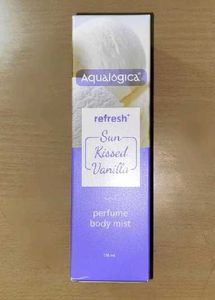 Aqualogica
refresh+
Sun
Kissed
Vanilla
perfume
body mist